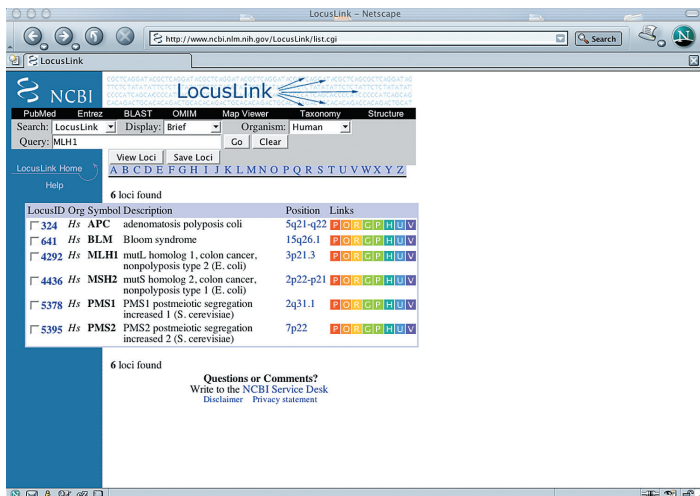 LocusLink - Netscape
http://www.ncbi.nlm.nih.gov/LocusLink/list.cgi
Search
N
LocusLink
NCBI
LocusLink
PubMed Entrez BLAST OMIM Map Viewer Taxonomy Structure
Search: LocusLink Display: Brief Organism: Human
Query: MLH1 Go Clear
View Loci Save Loci
LocusLink Home
A B C D E F G H I J K L M N O P Q R S T U V W X Y Z
Help
6 loci found
LocusID Org Symbol Description Position Links
324 Hs APC adenomatosis polyposis coli 5q21-q22 P O R G P H U V
641 Hs BLM Bloom syndrome 15q26.1 P O R G P H U V
4292 Hs MLH1 mutL homolog 1, colon cancer, 3p21.3 P O R G P H U V
nonpolyposis type 2 (E. coli)
4436 Hs MSH2 mutS homolog 2, colon cancer, 2p22-p21 P O R G P H U V
nonpolyposis type 1 (E. coli)
5378 Hs PMS1 PMS1 postmeiotic segregation 2q31.1 P O R G P H U V
increased 1 (S. cerevisiae)
5395 Hs PMS2 PMS2 postmeiotic segregation 7p22 P O R G P H U V
increased 2 (S. cerevisiae)
6 loci found
Questions or Comments?
Write to the NCBI Service Desk
Disclaimer Privacy statement